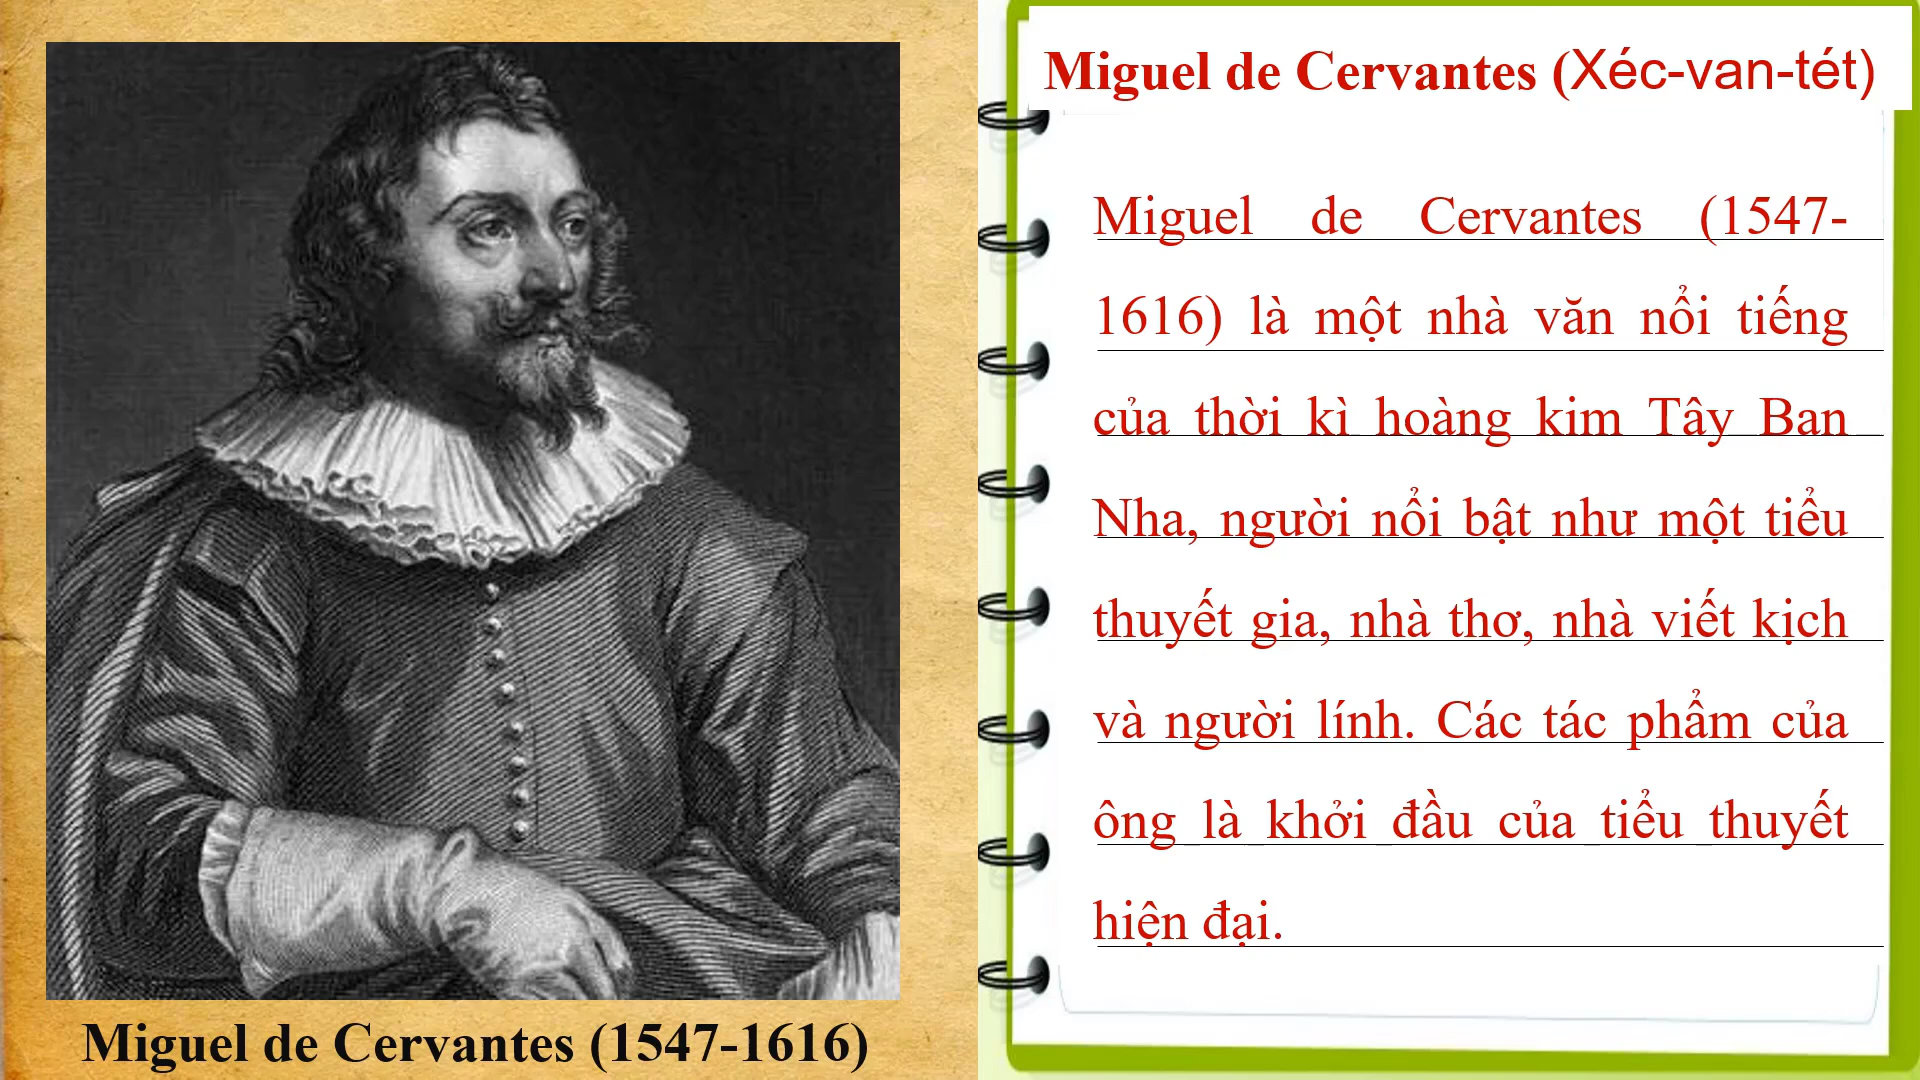 Miguel de Cervantes (1547-1616)
Miguel de Cervantes (Xéc-van-tét)
Miguel de Cervantes (1547-
1616) là một nhà văn nổi tiếng
của thời kì hoàng kim Tây Ban
Nha, người nổi bật như một tiểu
thuyết gia, nhà thơ, nhà viết kịch
và người lính. Các tác phẩm của
ông là khởi đầu của tiểu thuyết
hiện đại.